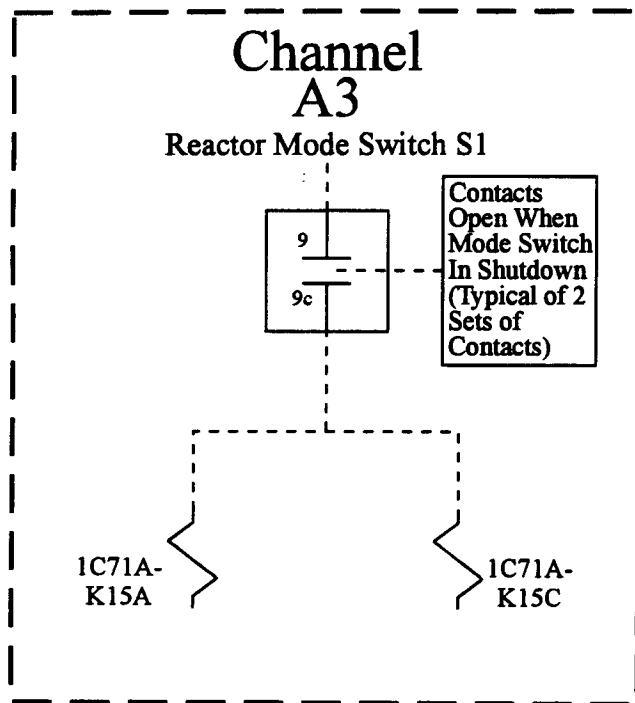 Channel
A3
Reactor Mode Switch S1
9
9c
Contacts
Open When
Mode Switch
In Shutdown
(Typical of 2
Sets of
Contacts)
1C71A-
K15A
1C71A-
K15C